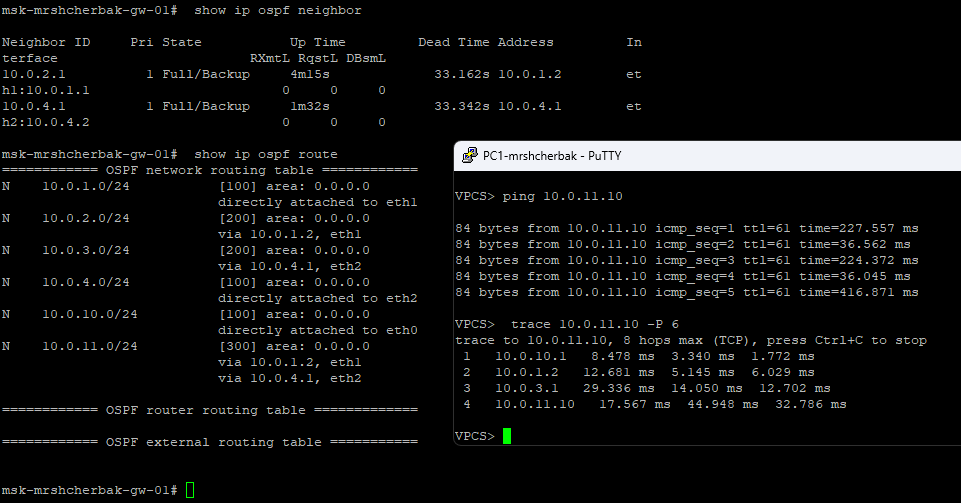 msk-mrshcherbak-gw-01#  show ip ospf neighbor
Neighbor ID     Pri State           Up Time         Dead Time Address         In
terface                        RXmtL RqstL DBsmL
10.0.2.1          1 Full/Backup     4m15s             33.162s 10.0.1.2        et
h1:10.0.1.1                        0     0     0
10.0.4.1          1 Full/Backup     1m32s             33.342s 10.0.4.1        et
h2:10.0.4.2                        0     0     0
msk-mrshcherbak-gw-01#  show ip ospf route
============ OSPF network routing table ============
N    10.0.1.0/24           [100] area: 0.0.0.0
                           directly attached to eth1
N    10.0.2.0/24           [200] area: 0.0.0.0
                           via 10.0.1.2, eth1
N    10.0.3.0/24           [200] area: 0.0.0.0
                           via 10.0.4.1, eth2
N    10.0.4.0/24           [100] area: 0.0.0.0
                           directly attached to eth2
N    10.0.10.0/24          [100] area: 0.0.0.0
                           directly attached to eth0
N    10.0.11.0/24          [300] area: 0.0.0.0
                           via 10.0.1.2, eth1
                           via 10.0.4.1, eth2
============ OSPF router routing table =============
============ OSPF external routing table ===========
msk-mrshcherbak-gw-01#
PC1-mrshcherbak - PuTTY
VPCS> ping 10.0.11.10
84 bytes from 10.0.11.10 icmp_seq=1 ttl=61 time=227.557 ms
84 bytes from 10.0.11.10 icmp_seq=2 ttl=61 time=36.562 ms
84 bytes from 10.0.11.10 icmp_seq=3 ttl=61 time=224.372 ms
84 bytes from 10.0.11.10 icmp_seq=4 ttl=61 time=36.045 ms
84 bytes from 10.0.11.10 icmp_seq=5 ttl=61 time=416.871 ms
VPCS>  trace 10.0.11.10 -P 6
trace to 10.0.11.10, 8 hops max (TCP), press Ctrl+C to stop
 1   10.0.10.1   8.478 ms  3.340 ms  1.772 ms
 2   10.0.1.2   12.681 ms  5.145 ms  6.029 ms
 3   10.0.3.1   29.336 ms  14.050 ms  12.702 ms
 4   10.0.11.10   17.567 ms  44.948 ms  32.786 ms
VPCS>